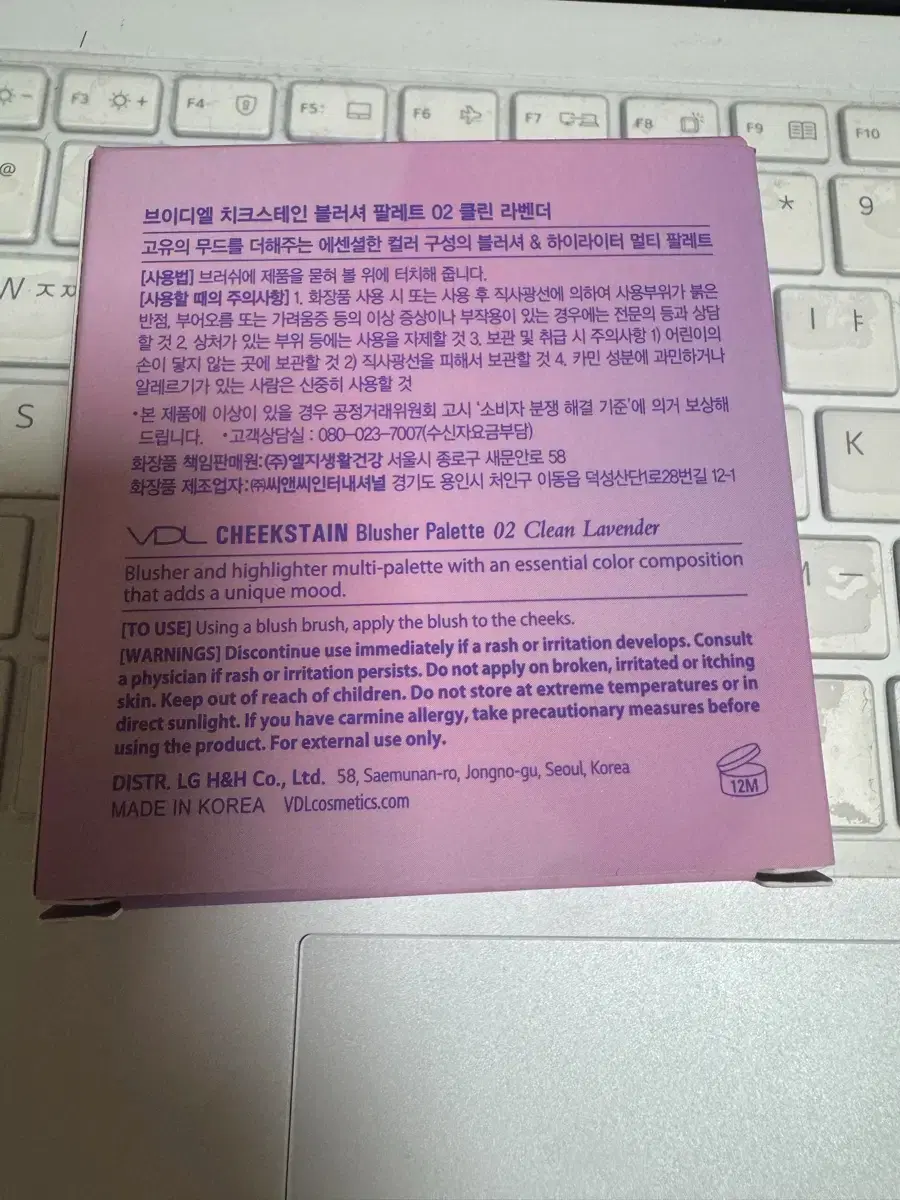 F3 +
F4
F5
F6
F7
F8
F9
F10
@
*
9
W ㅈ
ㅣ ㅑ
S
K
M ㅡ
브이디엘 치크스테인 블러셔 팔레트 02 클린 라벤더
고유의 무드를 더해주는 에센셜한 컬러 구성의 블러셔 & 하이라이터 멀티 팔레트
[사용법] 브러쉬에 제품을 묻혀 볼 위에 터치해 줍니다.
[사용할 때의 주의사항] 1. 화장품 사용 시 또는 사용 후 직사광선에 의하여 사용부위가 붉은
반점, 부어오름 또는 가려움증 등의 이상 증상이나 부작용이 있는 경우에는 전문의 등과 상담
할 것 2. 상처가 있는 부위 등에는 사용을 자제할 것 3. 보관 및 취급 시 주의사항 1) 어린이의
손이 닿지 않는 곳에 보관할 것 2) 직사광선을 피해서 보관할 것 4. 카민 성분에 과민하거나
알레르기가 있는 사람은 신중히 사용할 것
•본 제품에 이상이 있을 경우 공정거래위원회 고시 '소비자 분쟁 해결 기준'에 의거 보상해
드립니다. •고객상담실 : 080-023-7007(수신자요금부담)
화장품 책임판매원:(주)엘지생활건강 서울시 종로구 새문안로 58
화장품 제조업자:㈜씨앤씨인터내셔널 경기도 용인시 처인구 이동읍 덕성산단1로28번길 12-1
VDL CHEEKSTAIN Blusher Palette 02 Clean Lavender
Blusher and highlighter multi-palette with an essential color composition
that adds a unique mood.
[TO USE] Using a blush brush, apply the blush to the cheeks.
[WARNINGS] Discontinue use immediately if a rash or irritation develops. Consult
a physician if rash or irritation persists. Do not apply on broken, irritated or itching
skin. Keep out of reach of children. Do not store at extreme temperatures or in
direct sunlight. If you have carmine allergy, take precautionary measures before
using the product. For external use only.
DISTR. LG H&H Co., Ltd. 58, Saemunan-ro, Jongno-gu, Seoul, Korea
MADE IN KOREA VDLcosmetics.com
12M